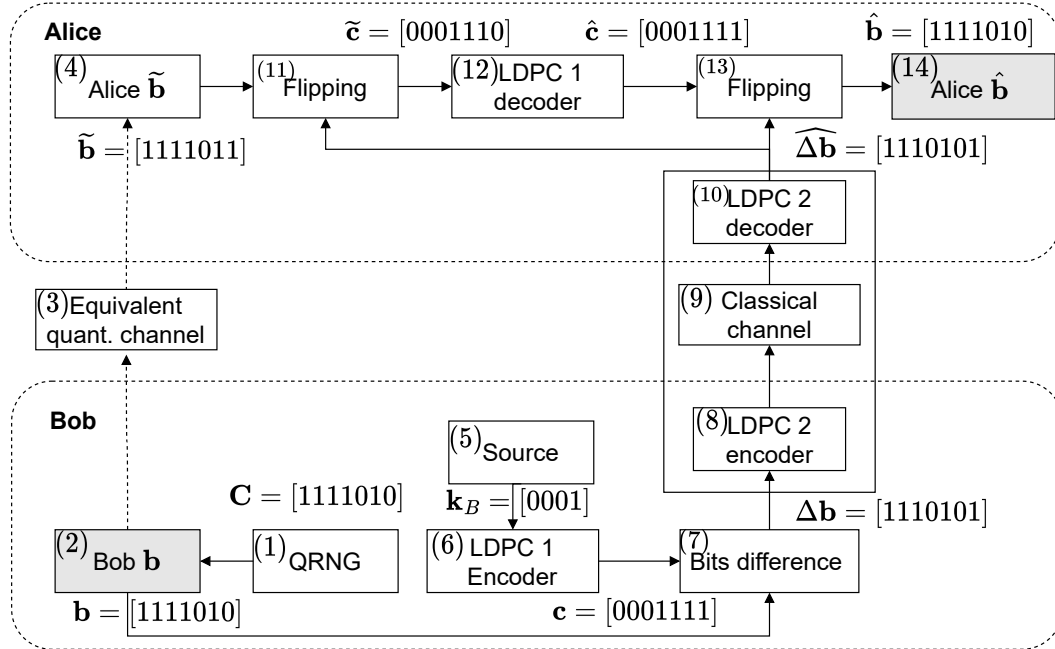 Alice
c̃ = [0001110]
ĉ = [0001111]
b̂ = [1111010]
(4) Alice b̃
(11) Flipping
(12) LDPC 1
decoder
(13) Flipping
(14) Alice b̂
b̃ = [1111011]
Δb̂ = [1110101]
(10) LDPC 2
decoder
(3) Equivalent
quant. channel
(9) Classical
channel
Bob
(8) LDPC 2
encoder
(5) Source
C = [1111010]
k_B = [0001]
Δb = [1110101]
(2) Bob b
(1) QRNG
(6) LDPC 1
Encoder
(7) Bits difference
b = [1111010]
c = [0001111]